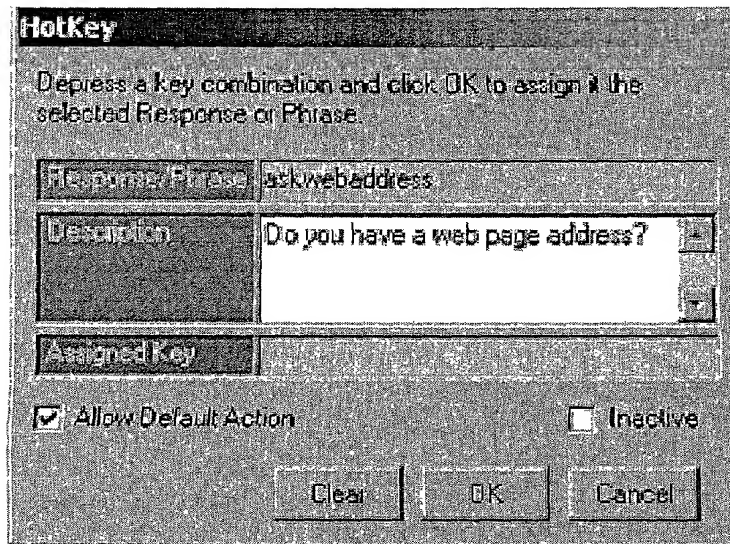 HotKey
Depress a key combination and click OK to assign it the
selected Response or Phrase.
Response/Phrase askwebaddress
Description Do you have a web page address?
Assigned Key
Allow Default Action Inactive
Clear OK Cancel